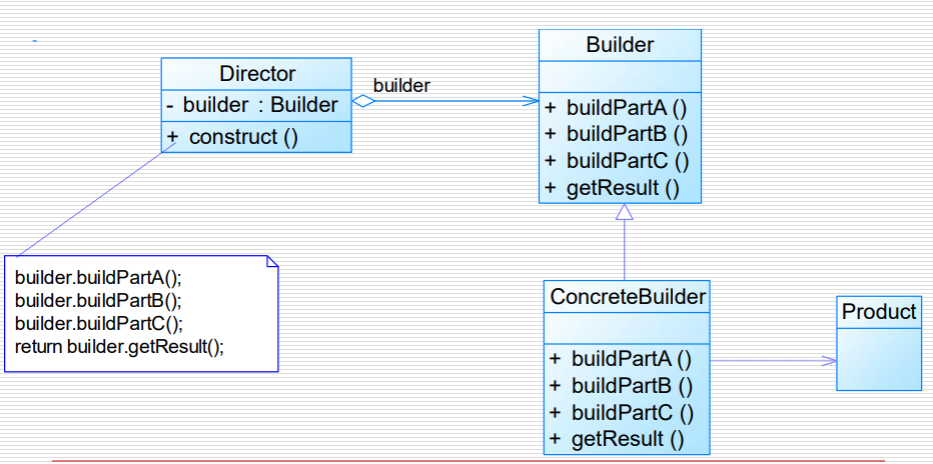 Director
- builder : Builder
+ construct ()
builder
Builder
+ buildPartA ()
+ buildPartB ()
+ buildPartC ()
+ getResult ()
builder.buildPartA();
builder.buildPartB();
builder.buildPartC();
return builder.getResult();
ConcreteBuilder
+ buildPartA ()
+ buildPartB ()
+ buildPartC ()
+ getResult ()
Product